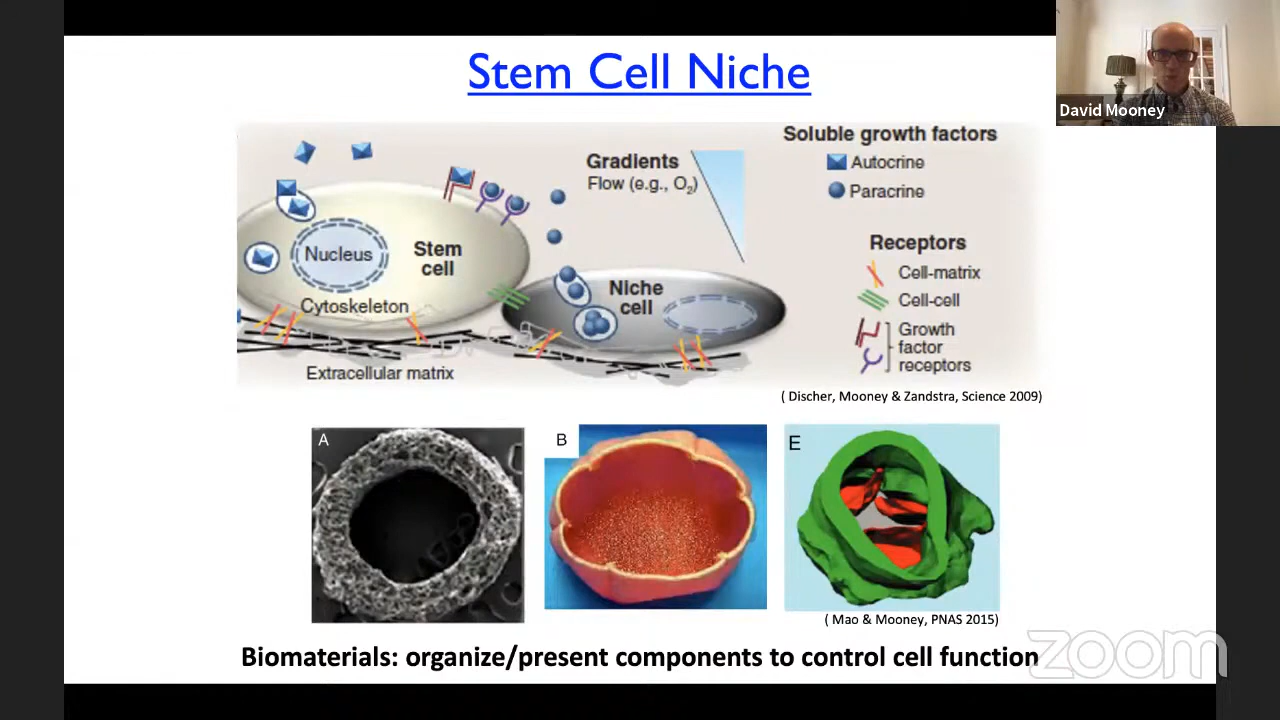 Stem Cell Niche
David Mooney
Soluble growth factors
Autocrine
Paracrine
Gradients
Flow (e.g., O₂)
Receptors
Cell-matrix
Cell-cell
Growth
factor
receptors
Nucleus
Stem
cell
Cytoskeleton
Niche
cell
Extracellular matrix
( Discher, Mooney & Zandstra, Science 2009)
A
B
E
( Mao & Mooney, PNAS 2015)
Biomaterials: organize/present components to control cell function
zoom